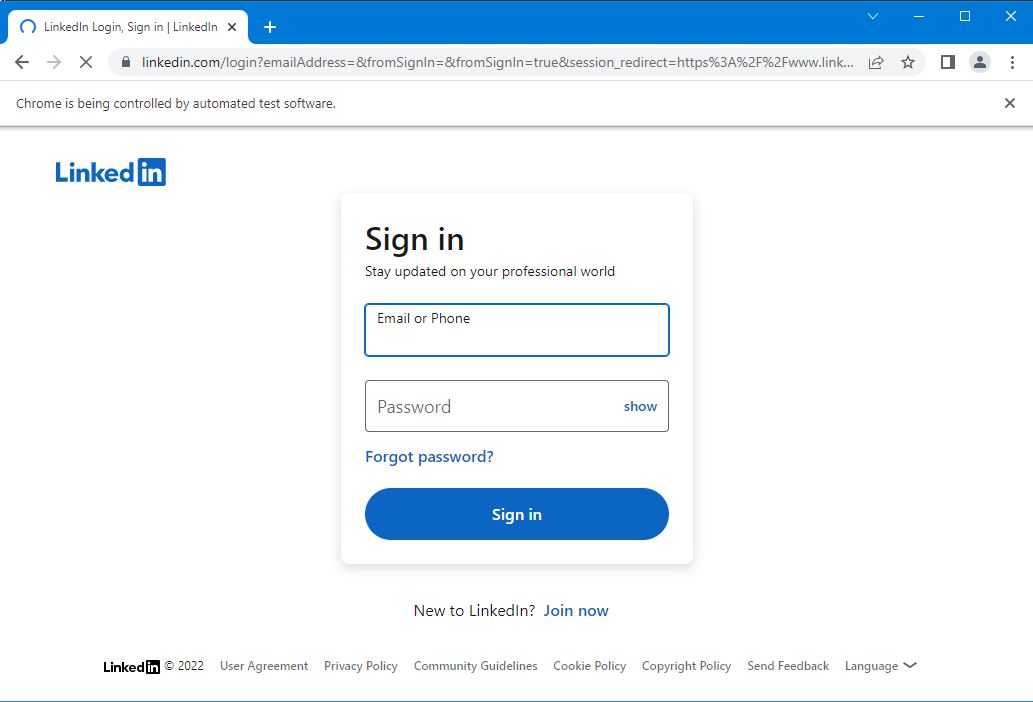 LinkedIn Login, Sign in | LinkedIn
linkedin.com/login?emailAddress=&fromSignIn=&fromSignIn=true&session_redirect=https%3A%2F%2Fwww.link...
Chrome is being controlled by automated test software.
Linkedin
Sign in
Stay updated on your professional world
Email or Phone
Password show
Forgot password?
Sign in
New to LinkedIn? Join now
Linkedin © 2022 User Agreement Privacy Policy Community Guidelines Cookie Policy Copyright Policy Send Feedback Language